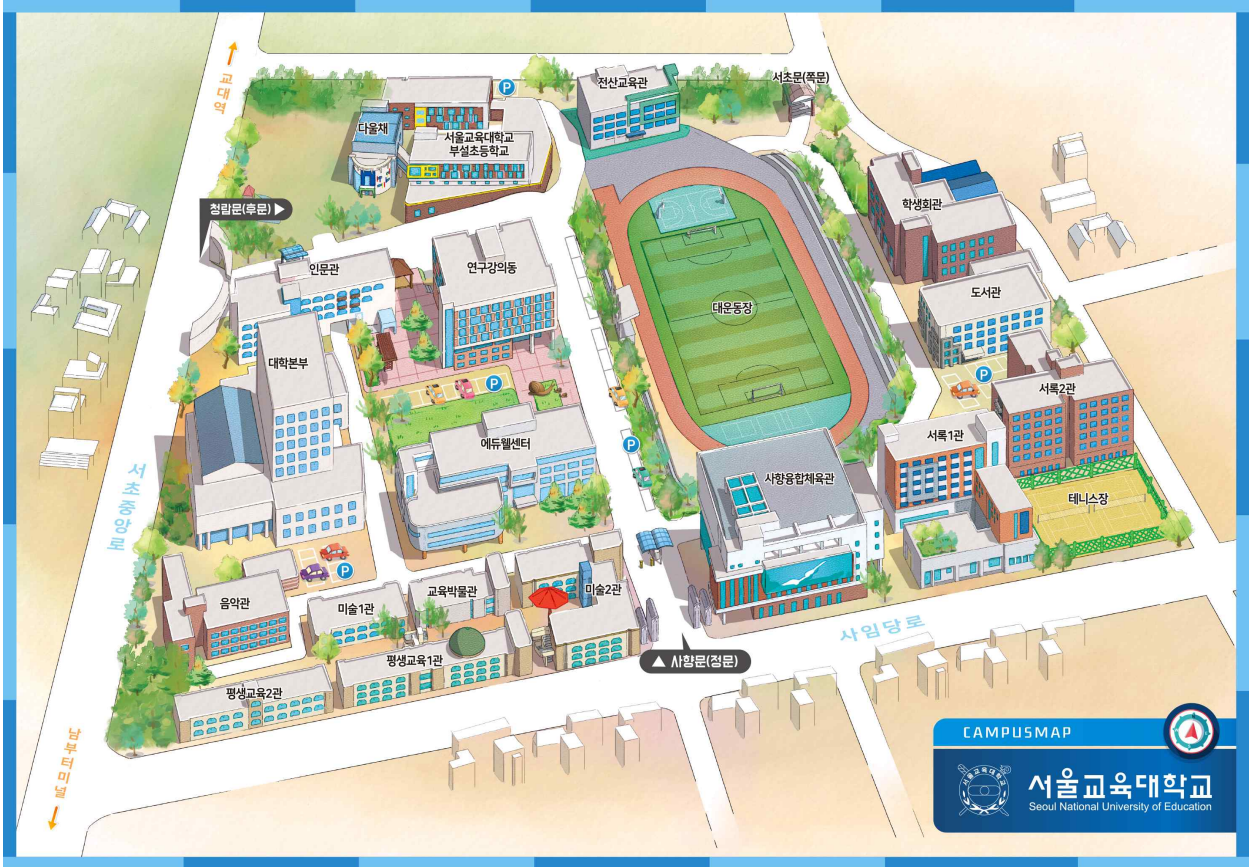 교대역
전산교육관
서초문(쪽문)
P
다울채
서울교육대학교
부설초등학교
청람문(후문) ▶
학생회관
인문관
연구강의동
도서관
대운동장
대학본부
P
P
서록2관
에듀웰센터
P
서록1관
사향융합체육관
테니스장
서초중앙로
P
음악관
미술1관
교육박물관
미술2관
사임당로
평생교육1관
▲ 사향문(정문)
평생교육2관
남부터미널
CAMPUSMAP
서울교육대학교
서울교육대학교
Seoul National University of Education